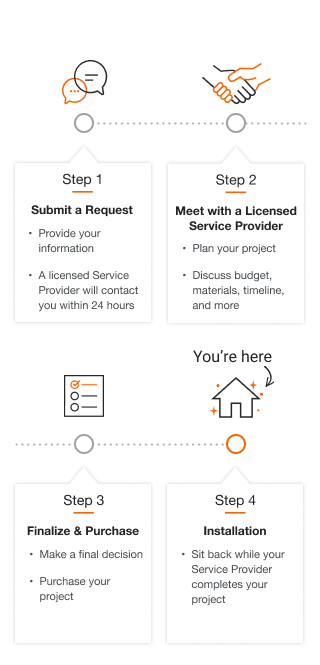 Step 1
Submit a Request
• Provide your
information
• A licensed Service
Provider will contact
you within 24 hours
Step 2
Meet with a Licensed
Service Provider
• Plan your project
• Discuss budget,
materials, timeline,
and more
You're here
Step 3
Finalize & Purchase
• Make a final decision
• Purchase your
project
Step 4
Installation
• Sit back while your
Service Provider
completes your
project